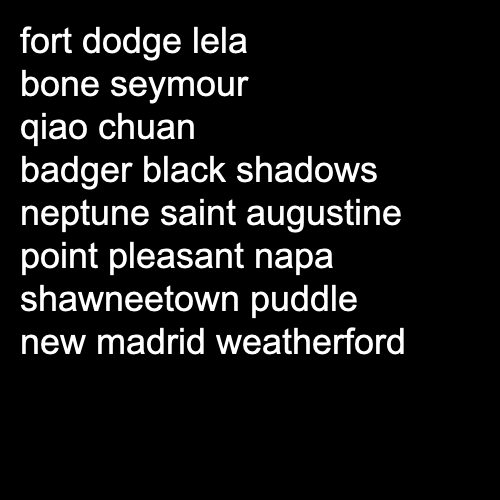 fort dodge lela
bone seymour
qiao chuan
badger black shadows
neptune saint augustine
point pleasant napa
shawneetown puddle
new madrid weatherford